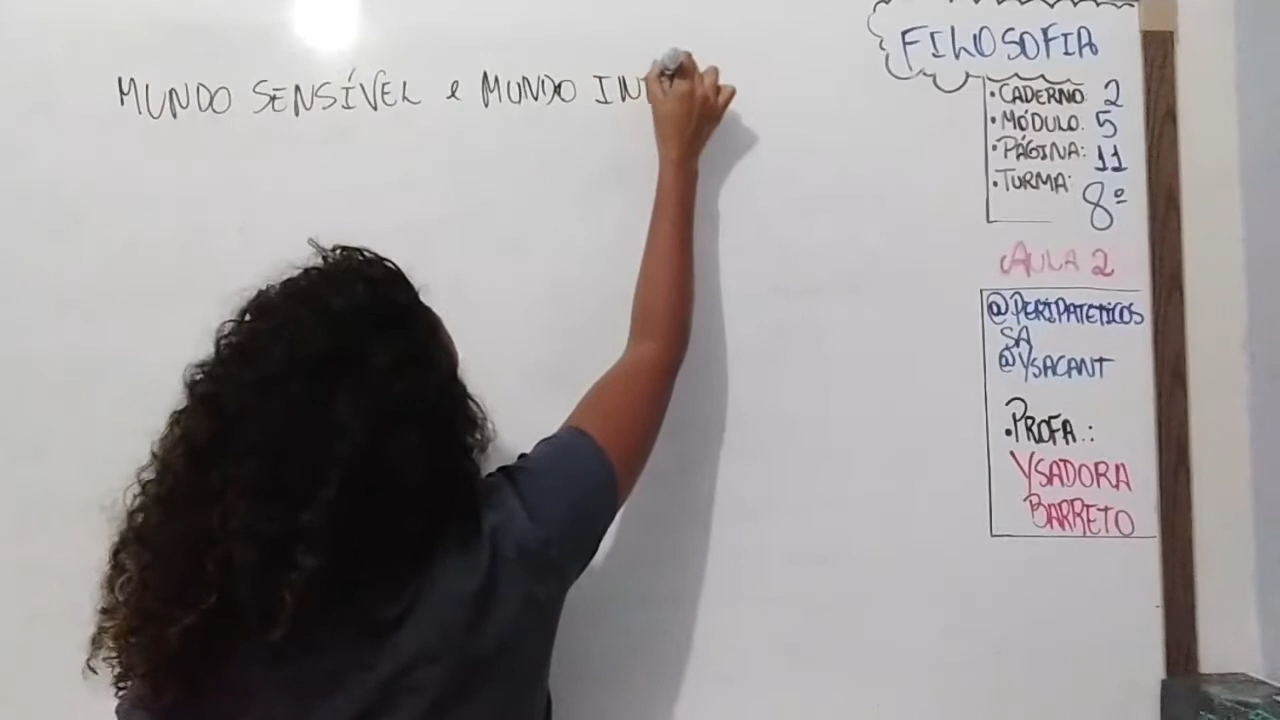 MUNDO SENSÍVEL e MUNDO IN
FILOSOFIA
• CADERNO 2
• MÓDULO. 5
• PÁGINA: 11
• TURMA: 8º
AULA 2
@PERIPATETICOS
SA
@YSACANT
• PROFA.:
YSADORA
BARRETO